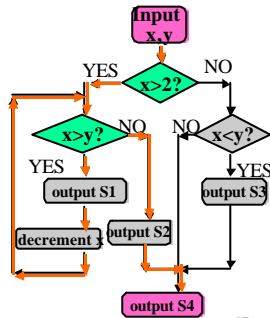 Input
x,y
YES
NO
x>2?
x>y?
NO
NO
x<y?
YES
YES
output S1
output S3
decrement x
output S2
output S4